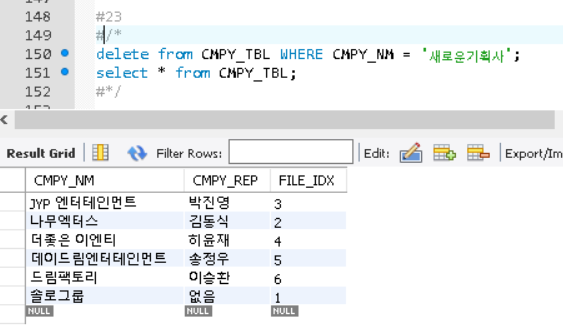 148 #23
149 #/*
150 delete from CMPY_TBL WHERE CMPY_NM = '새로운기획사';
151 select * from CMPY_TBL;
152 #*/
Result Grid Filter Rows: Edit: Export/Im
CMPY_NM CMPY_REP FILE_IDX
JYP 엔터테인먼트 박진영 3
나무엑터스 김동식 2
더좋은 이엔티 히윤재 4
데이드림엔터테인먼트 송정우 5
드림팩토리 이승환 6
솔로그룹 없음 1
NULL NULL NULL